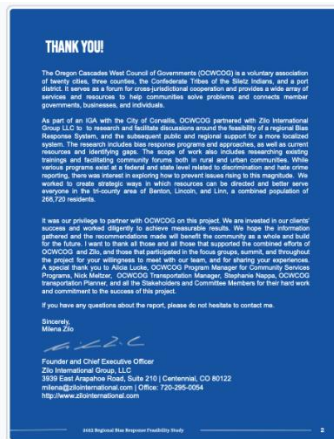 THANK YOU!
The Oregon Cascades West Council of Governments (OCWCOG) is a voluntary association
of twenty cities, three counties, the Confederate Tribes of the Siletz Indians, and a port
district. It serves as a forum for cross-jurisdictional cooperation and provides a wide array of
services and resources to help communities solve problems and connect member
governments, businesses, and individuals.
As part of an IGA with the City of Corvallis, OCWCOG partnered with Zilo International
Group LLC to to research and facilitate discussions around the feasibility of a regional Bias
Response System, and the subsequent public and regional support for a more localized
system. The research includes bias response programs and approaches, as well as current
resources and identifying gaps. The scope of work also includes researching existing
trainings and facilitating community forums both in rural and urban communities. While
various programs exist at a federal and state level related to discrimination and hate crime
reporting, there was interest in exploring how to prevent issues rising to this magnitude. We
worked to create strategic ways in which resources can be directed and better serve
everyone in the tri-county area of Benton, Lincoln, and Linn, a combined population of
268,720 residents.
It was our privilege to partner with OCWCOG on this project. We are invested in our clients'
success and worked diligently to achieve measurable results. We hope the information
gathered and the recommendations made will benefit the community as a whole and build
for the future. I want to thank all those and all those that supported the combined efforts of
OCWCOG and Zilo, and those that participated in the focus groups, summit, and throughout
the project for your willingness to meet with our team, and for sharing your experiences.
A special thank you to Alicia Lucke, OCWCOG Program Manager for Community Services
Programs, Nick Meltzer, OCWCOG Transportation Manager, Stephanie Nappa, OCWCOG
transportation Planner, and all the Stakeholders and Committee Members for their hard work
and commitment to the success of this project.
If you have any questions about the report, please do not hesitate to contact me.
Sincerely,
Milena Zilo
Founder and Chief Executive Officer
Zilo International Group, LLC
3939 East Arapahoe Road, Suite 210 | Centennial, CO 80122
milena@zilointernational.com | Office: 720-295-0054
http://www.zilointernational.com
2022 Regional Bias Response Feasibility Study